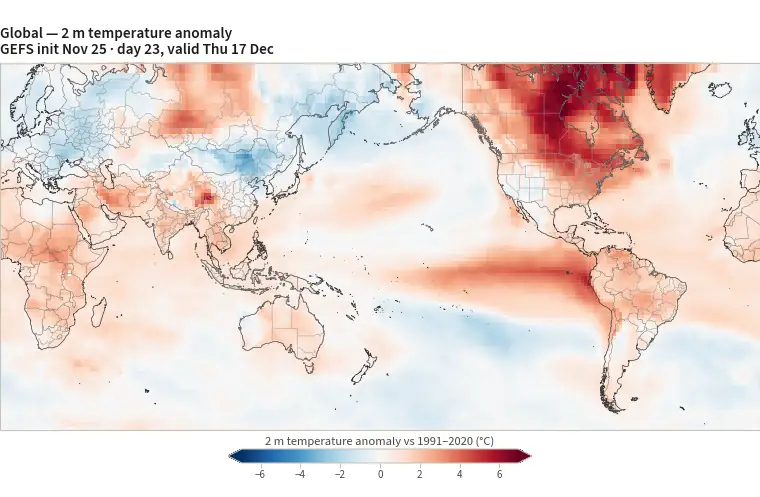 Global — 2 m temperature anomaly
GEFS init Nov 25 · day 23, valid Thu 17 Dec
2 m temperature anomaly vs 1991–2020 (°C)
−6 −4 −2 0 2 4 6